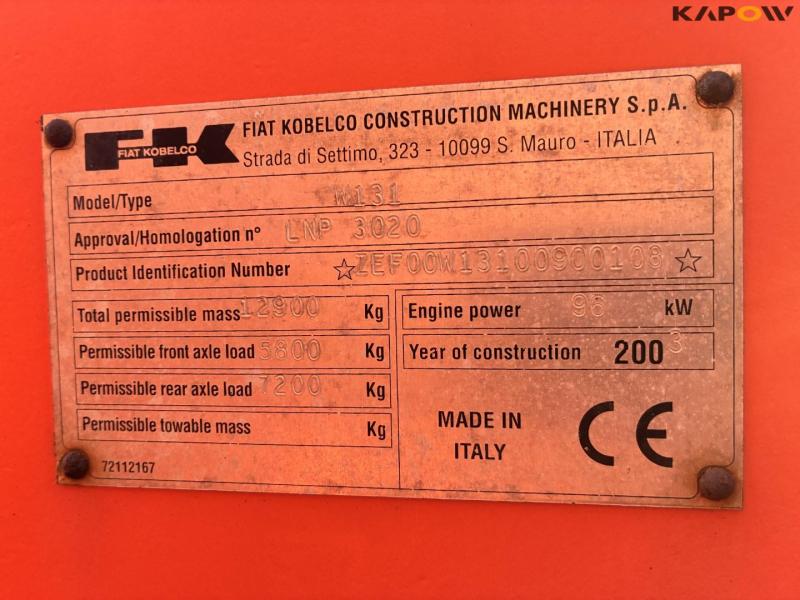 KAPOW
FK FIAT KOBELCO
FIAT KOBELCO CONSTRUCTION MACHINERY S.p.A.
Strada di Settimo, 323 - 10099 S. Mauro - ITALIA
Model/Type W131
Approval/Homologation n° LNP 3020
Product Identification Number ☆ZEF00W13100900108☆
Total permissible mass 12900 Kg
Permissible front axle load 5800 Kg
Permissible rear axle load 7200 Kg
Permissible towable mass Kg
72112167
Engine power 96 kW
Year of construction 2003
MADE IN
ITALY
CE